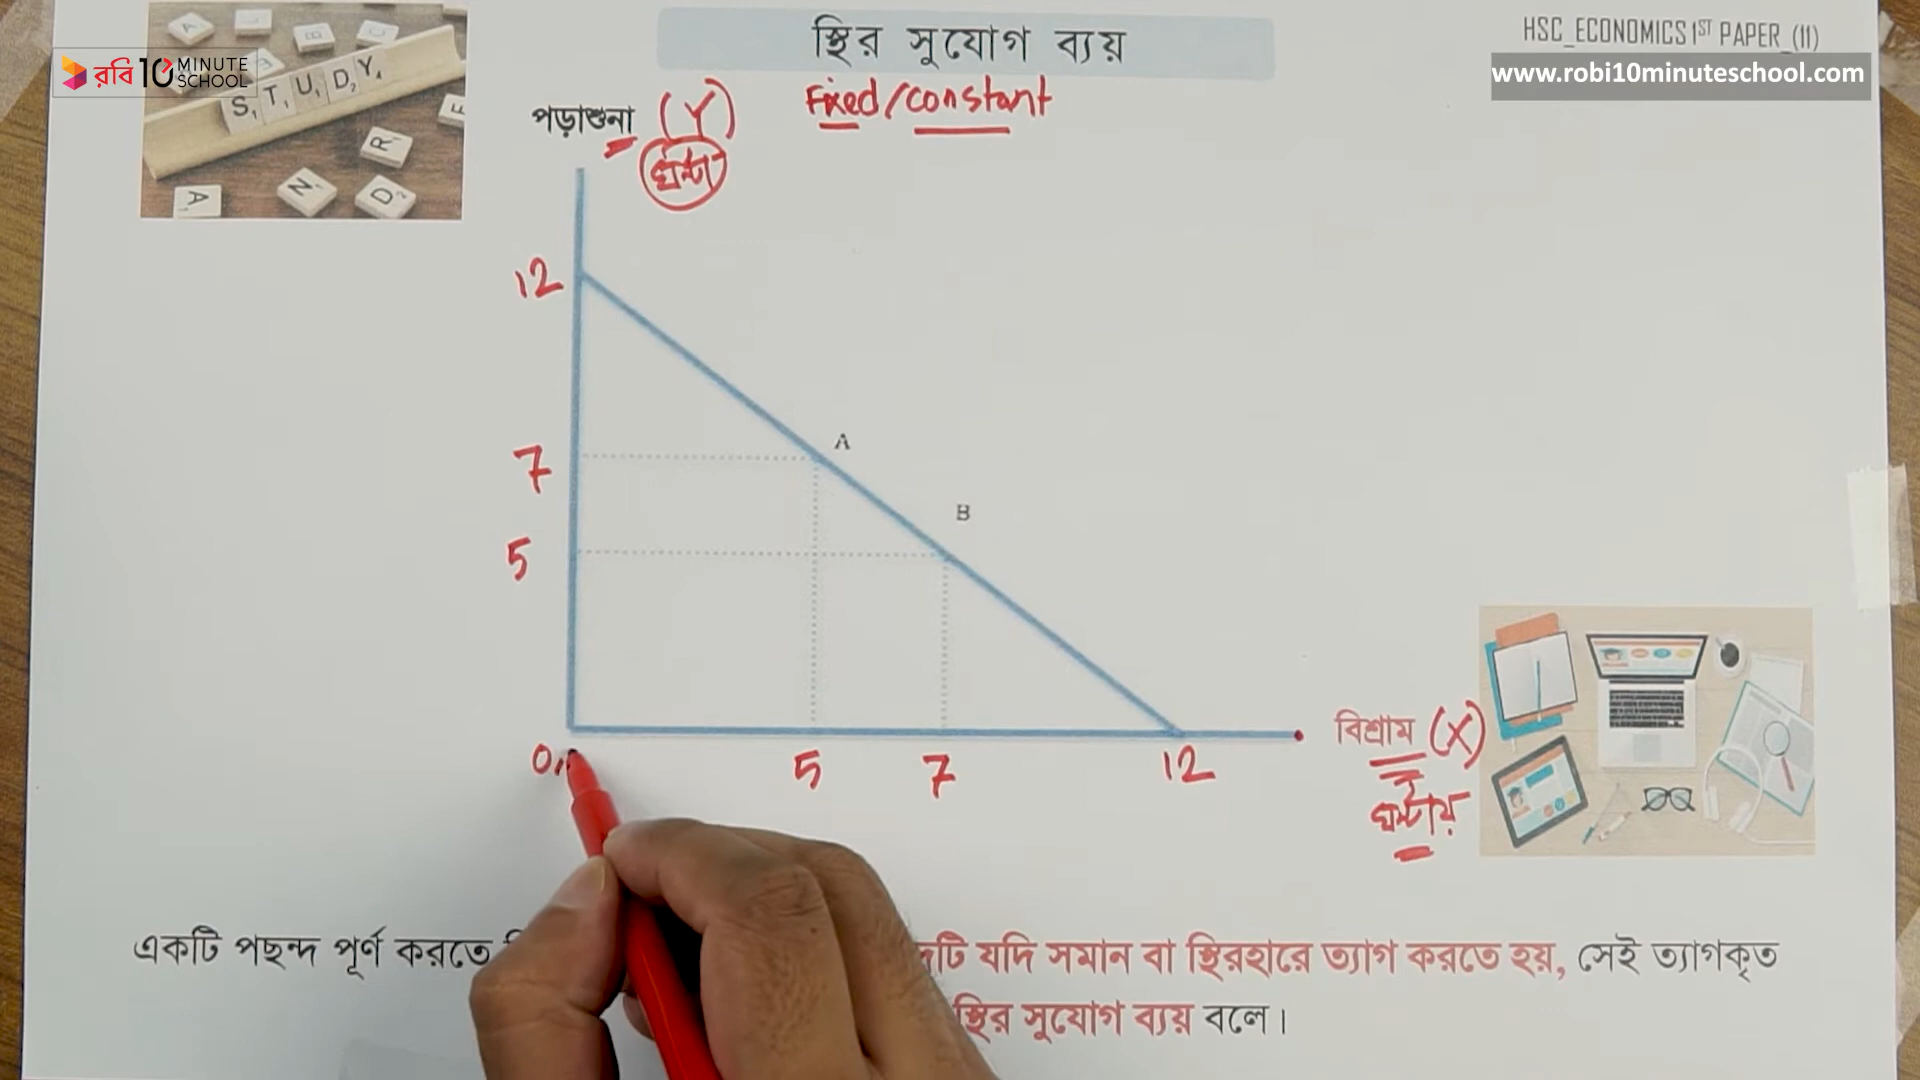 স্থির সুযোগ ব্যয়
HSC_ECONOMICS 1ST PAPER_(11)
রবি 10 MINUTE SCHOOL
www.robi10minuteschool.com
A J B C
S T U D Y
E R
A N D
পড়াশুনা (Y)
Fixed/constant
ঘন্টা
12
7
A
5
B
0,
5 7 12
বিশ্রাম (X)
ঘন্টায়
একটি পছন্দ পূর্ণ করতে যদি সমান বা স্থিরহারে ত্যাগ করতে হয়, সেই ত্যাগকৃত
স্থির সুযোগ ব্যয় বলে।